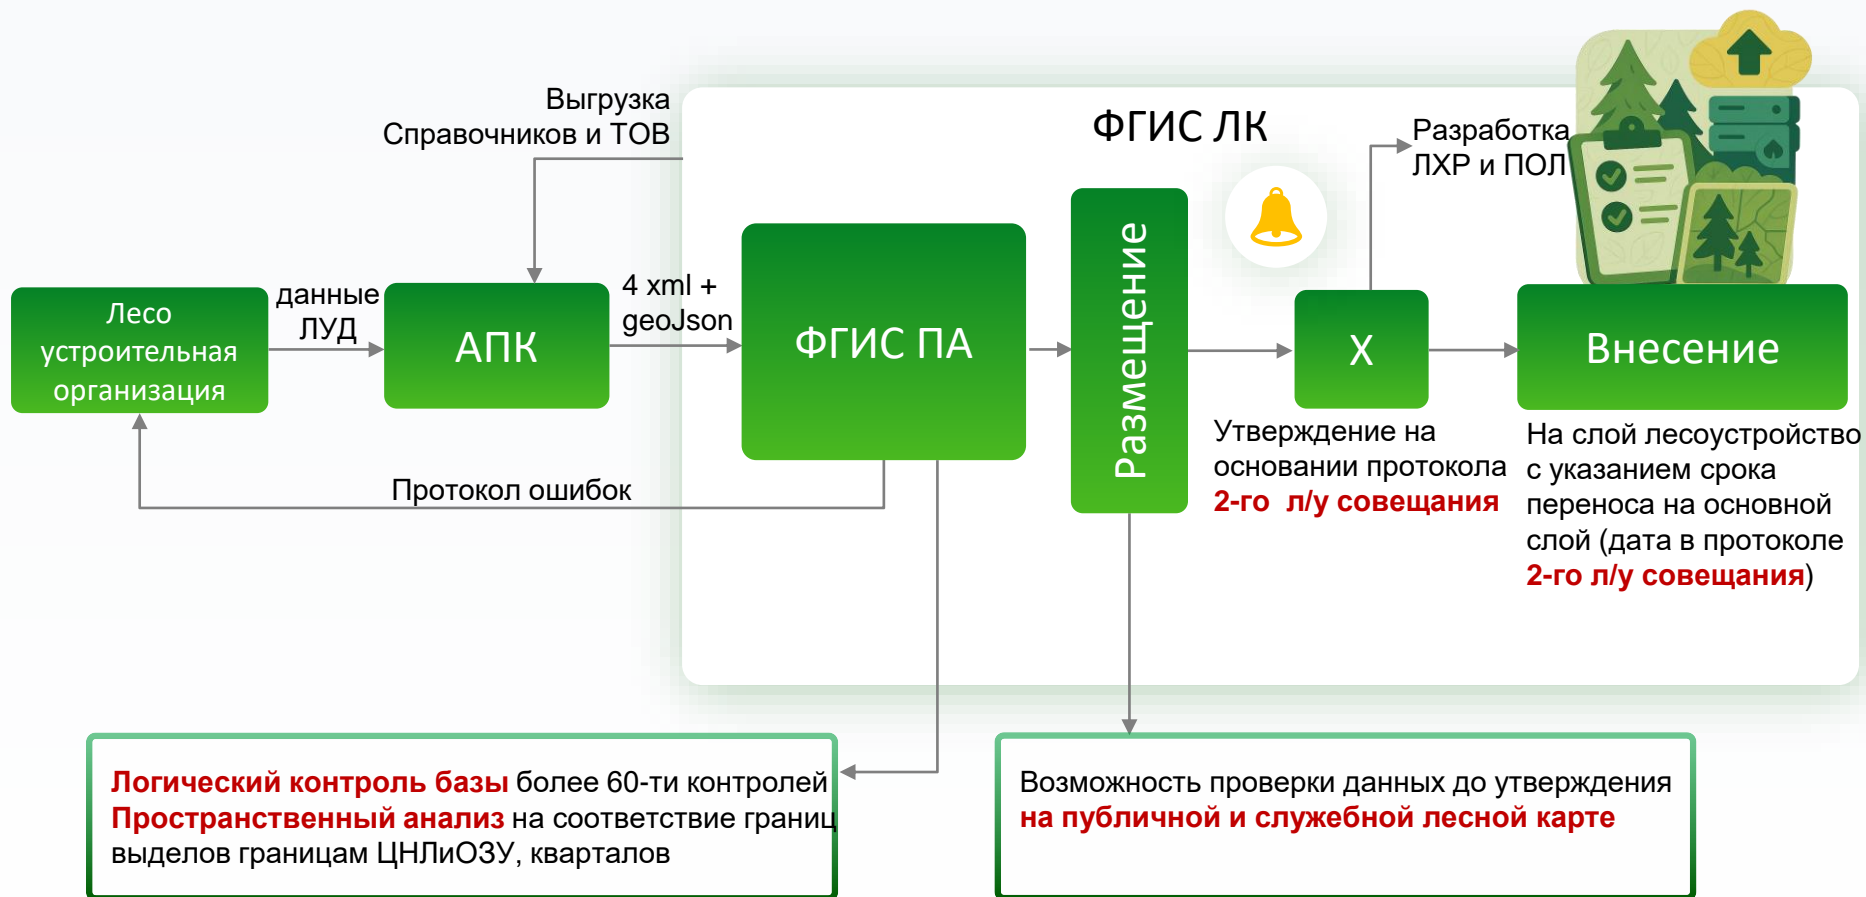 Выгрузка
Справочников и ТОВ
ФГИС ЛК
Разработка
ЛХР и ПОЛ
Лесо
устроительная
организация
данные
ЛУД
АПК
4 xml +
geoJson
ФГИС ПА
Размещение
Х
Внесение
Протокол ошибок
Утверждение на
основании протокола
2-го л/у совещания
На слой лесоустройство
с указанием срока
переноса на основной
слой (дата в протоколе
2-го л/у совещания)
Логический контроль базы более 60-ти контролей
Пространственный анализ на соответствие границ
выделов границам ЦНЛиОЗУ, кварталов
Возможность проверки данных до утверждения
на публичной и служебной лесной карте